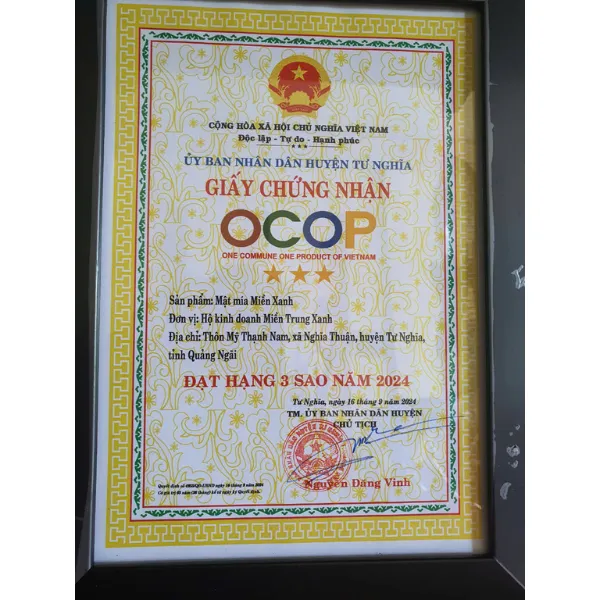 CỘNG HÒA XÃ HỘI CHỦ NGHĨA VIỆT NAM
Độc lập - Tự do - Hạnh phúc
ỦY BAN NHÂN DÂN HUYỆN TƯ NGHĨA
GIẤY CHỨNG NHẬN
OCOP
ONE COMMUNE ONE PRODUCT OF VIETNAM
Sản phẩm: Mật mía Miền Xanh
Đơn vị: Hộ kinh doanh Miền Trung Xanh
Địa chỉ: Thôn Mỹ Thạnh Nam, xã Nghĩa Thuận, huyện Tư Nghĩa,
tỉnh Quảng Ngãi
ĐẠT HẠNG 3 SAO NĂM 2024
Tư Nghĩa, ngày 16 tháng 9 năm 2024
TM. ỦY BAN NHÂN DÂN HUYỆN
CHỦ TỊCH
Nguyễn Đăng Vinh
Quyết định số